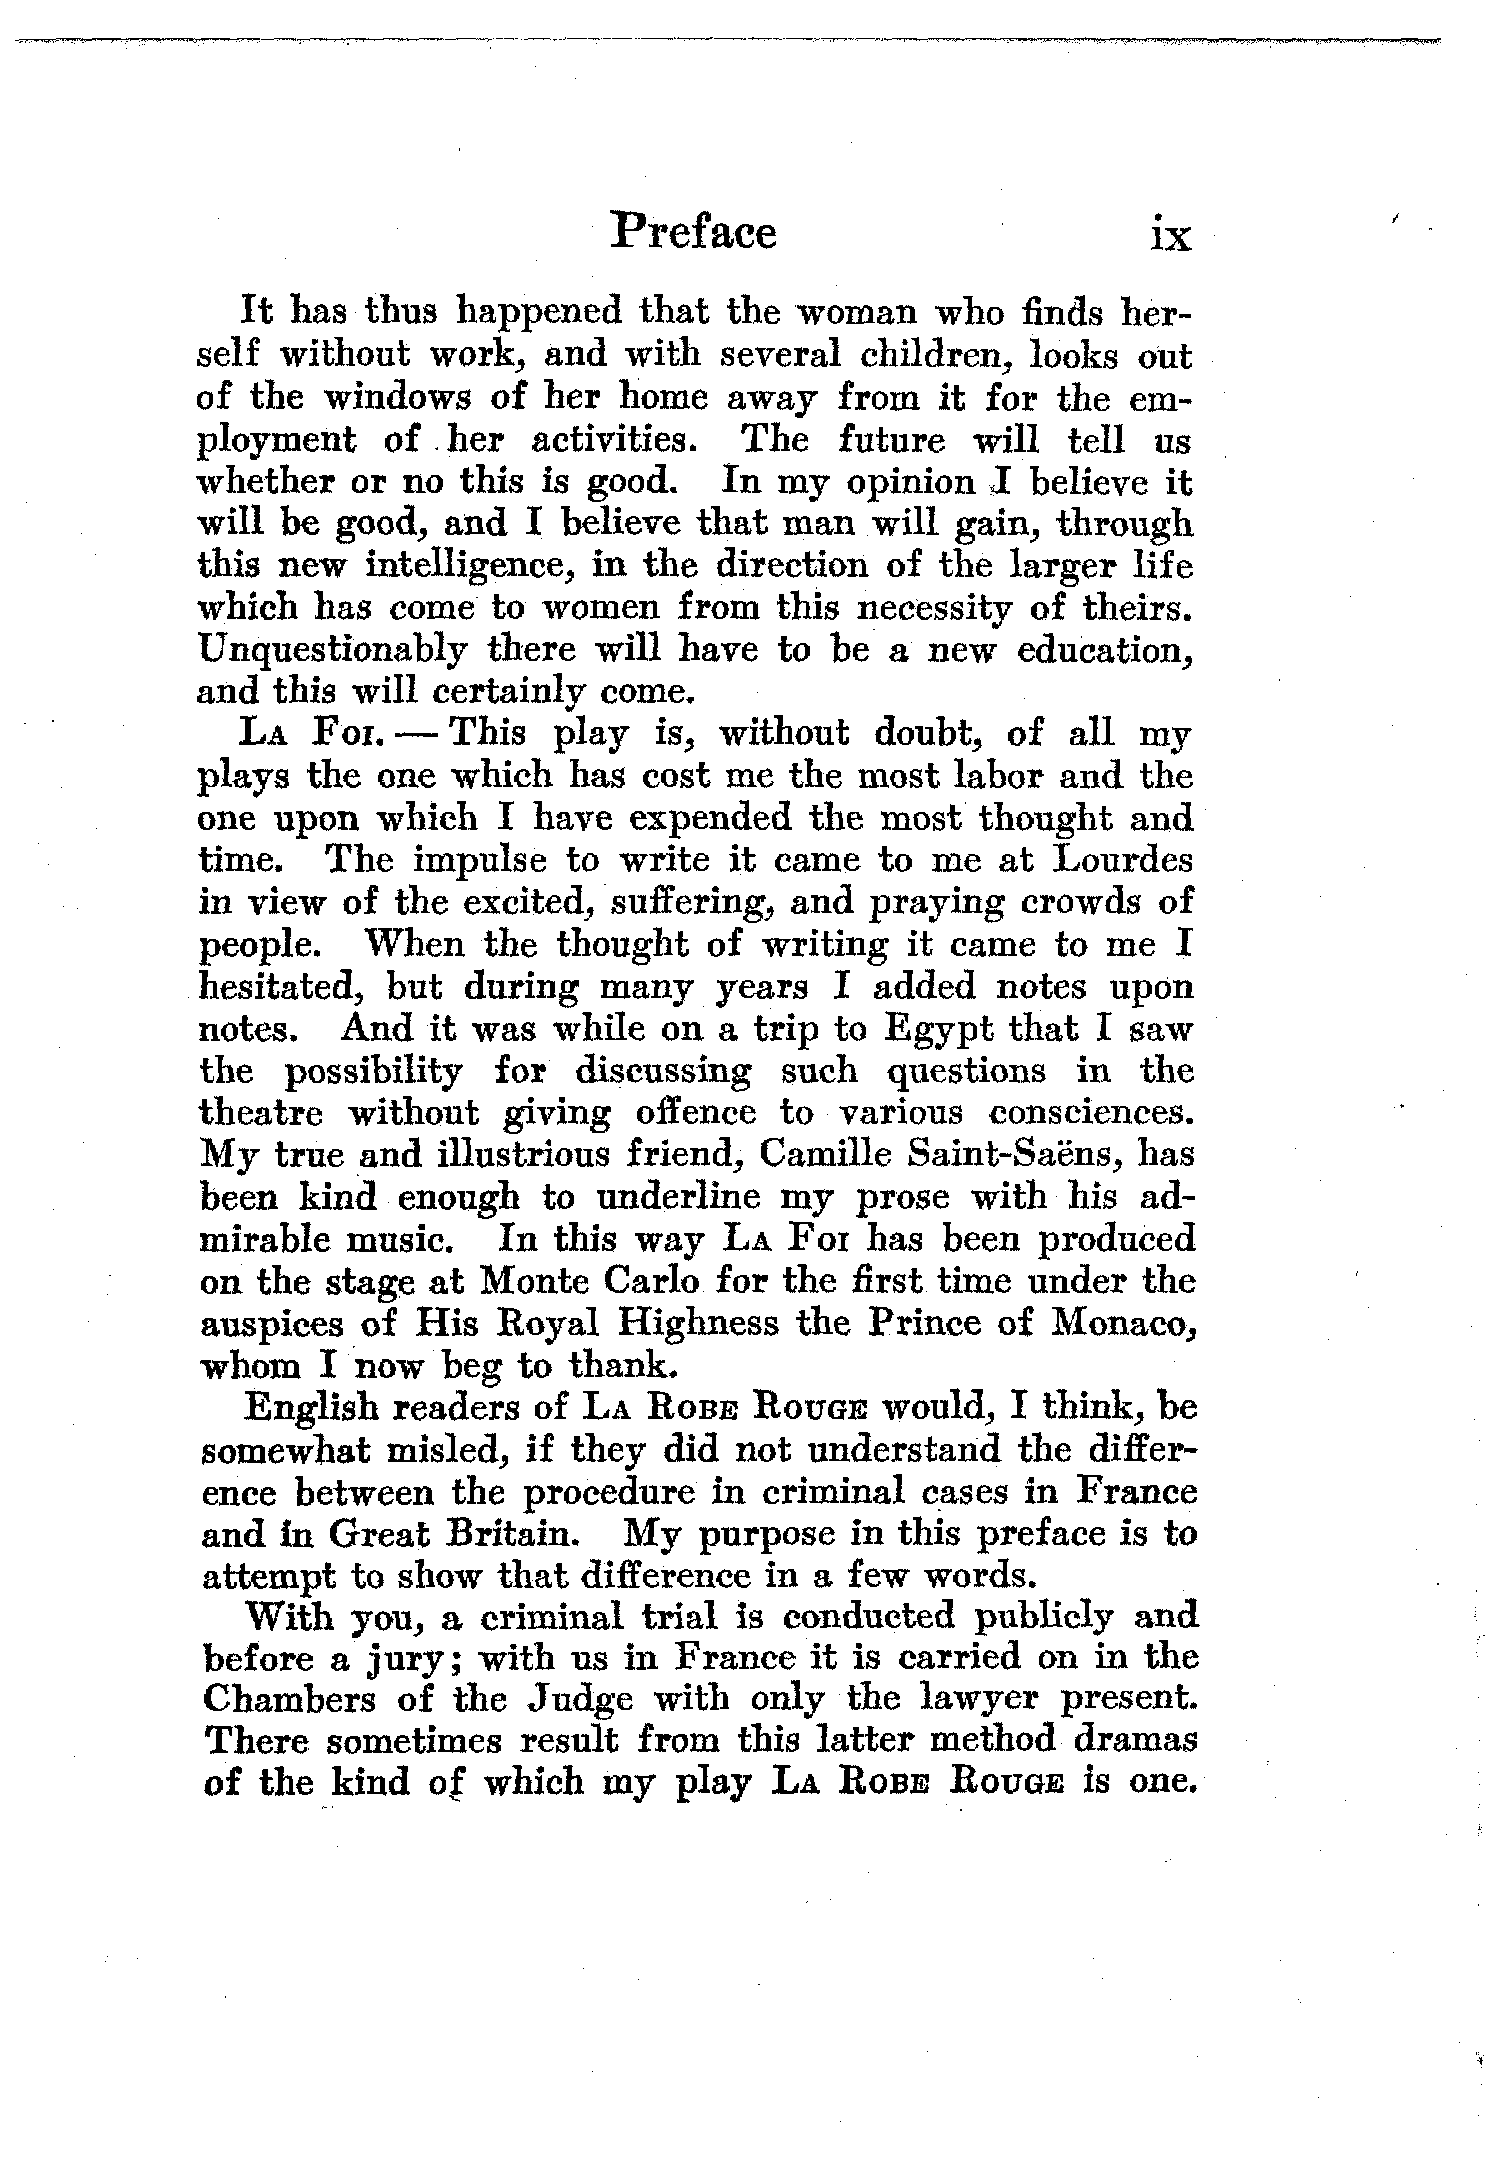 Preface ix
It has thus happened that the woman who finds her-
self without work, and with several children, looks out
of the windows of her home away from it for the em-
ployment of her activities. The future will tell us
whether or no this is good. In my opinion I believe it
will be good, and I believe that man will gain, through
this new intelligence, in the direction of the larger life
which has come to women from this necessity of theirs.
Unquestionably there will have to be a new education,
and this will certainly come.
LA FOI. — This play is, without doubt, of all my
plays the one which has cost me the most labor and the
one upon which I have expended the most thought and
time. The impulse to write it came to me at Lourdes
in view of the excited, suffering, and praying crowds of
people. When the thought of writing it came to me I
hesitated, but during many years I added notes upon
notes. And it was while on a trip to Egypt that I saw
the possibility for discussing such questions in the
theatre without giving offence to various consciences.
My true and illustrious friend, Camille Saint-Saëns, has
been kind enough to underline my prose with his ad-
mirable music. In this way LA FOI has been produced
on the stage at Monte Carlo for the first time under the
auspices of His Royal Highness the Prince of Monaco,
whom I now beg to thank.
English readers of LA ROBE ROUGE would, I think, be
somewhat misled, if they did not understand the differ-
ence between the procedure in criminal cases in France
and in Great Britain. My purpose in this preface is to
attempt to show that difference in a few words.
With you, a criminal trial is conducted publicly and
before a jury; with us in France it is carried on in the
Chambers of the Judge with only the lawyer present.
There sometimes result from this latter method dramas
of the kind of which my play LA ROBE ROUGE is one.